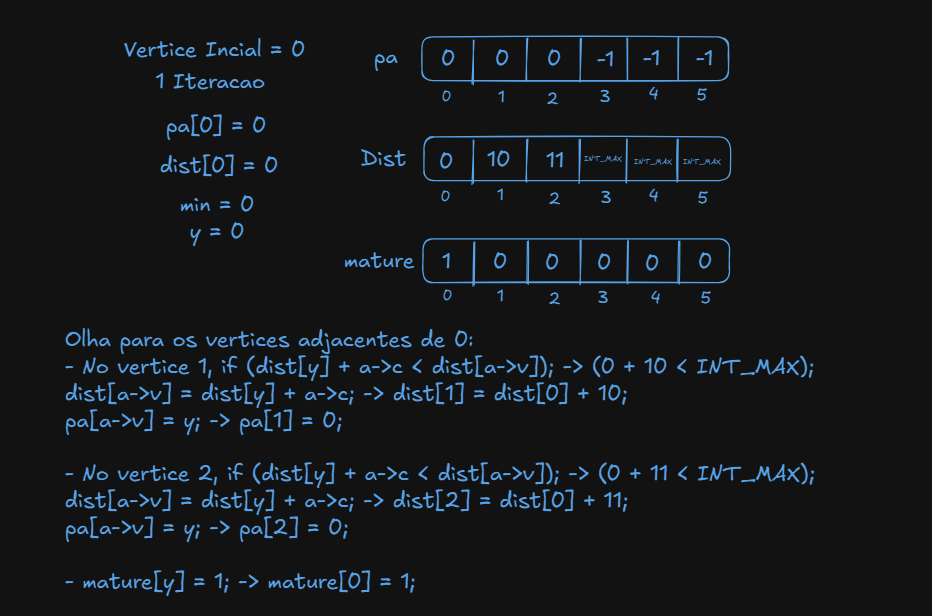 Vertice Incial = 0
1 Iteracao
pa[0] = 0
dist[0] = 0
min = 0
y = 0
pa 0 0 0 -1 -1 -1
0 1 2 3 4 5
Dist 0 10 11 INT_MAX INT_MAX INT_MAX
0 1 2 3 4 5
mature 1 0 0 0 0 0
0 1 2 3 4 5
Olha para os vertices adjacentes de 0:
- No vertice 1, if (dist[y] + a->c < dist[a->v]); -> (0 + 10 < INT_MAX);
dist[a->v] = dist[y] + a->c; -> dist[1] = dist[0] + 10;
pa[a->v] = y; -> pa[1] = 0;
- No vertice 2, if (dist[y] + a->c < dist[a->v]); -> (0 + 11 < INT_MAX);
dist[a->v] = dist[y] + a->c; -> dist[2] = dist[0] + 11;
pa[a->v] = y; -> pa[2] = 0;
- mature[y] = 1; -> mature[0] = 1;